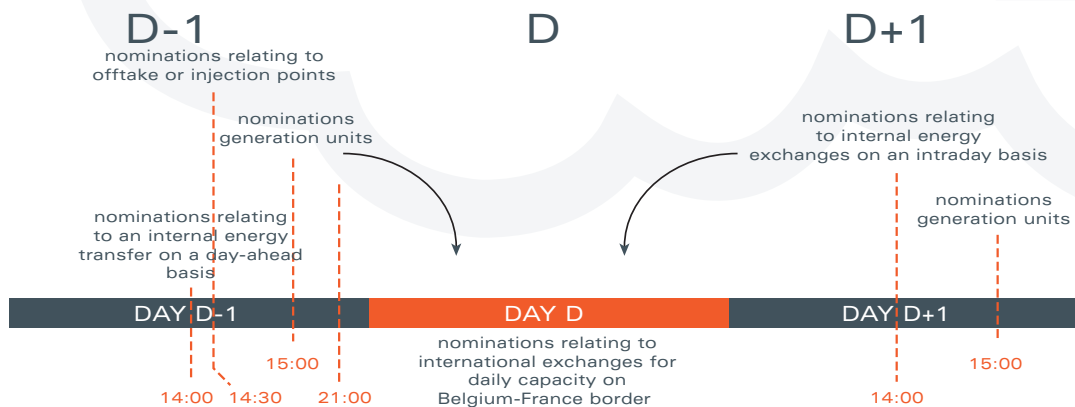 D-1
D
D+1
nominations relating to
offtake or injection points
nominations
generation units
nominations relating
to internal energy
exchanges on an intraday basis
nominations
generation units
nominations relating
to an internal energy
transfer on a day-ahead
basis
DAY D-1
DAY D
DAY D+1
nominations relating to
international exchanges for
daily capacity on
Belgium-France border
15:00
14:00
14:30
21:00
15:00
14:00